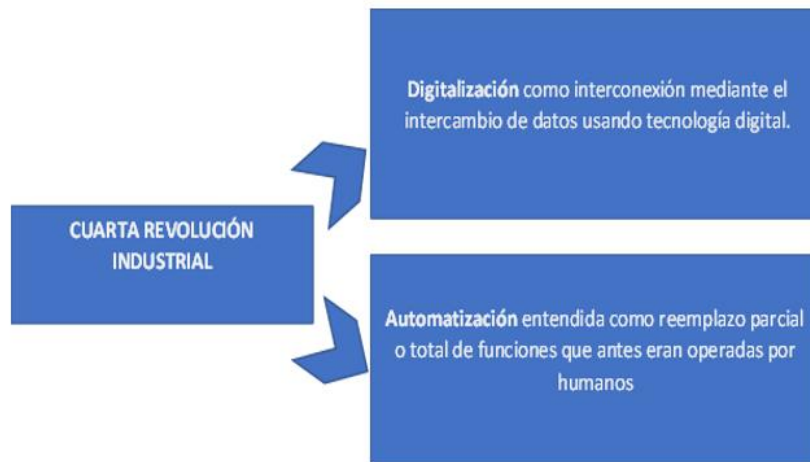 Digitalización como interconexión mediante el
intercambio de datos usando tecnología digital.
CUARTA REVOLUCIÓN
INDUSTRIAL
Automatización entendida como reemplazo parcial
o total de funciones que antes eran operadas por
humanos